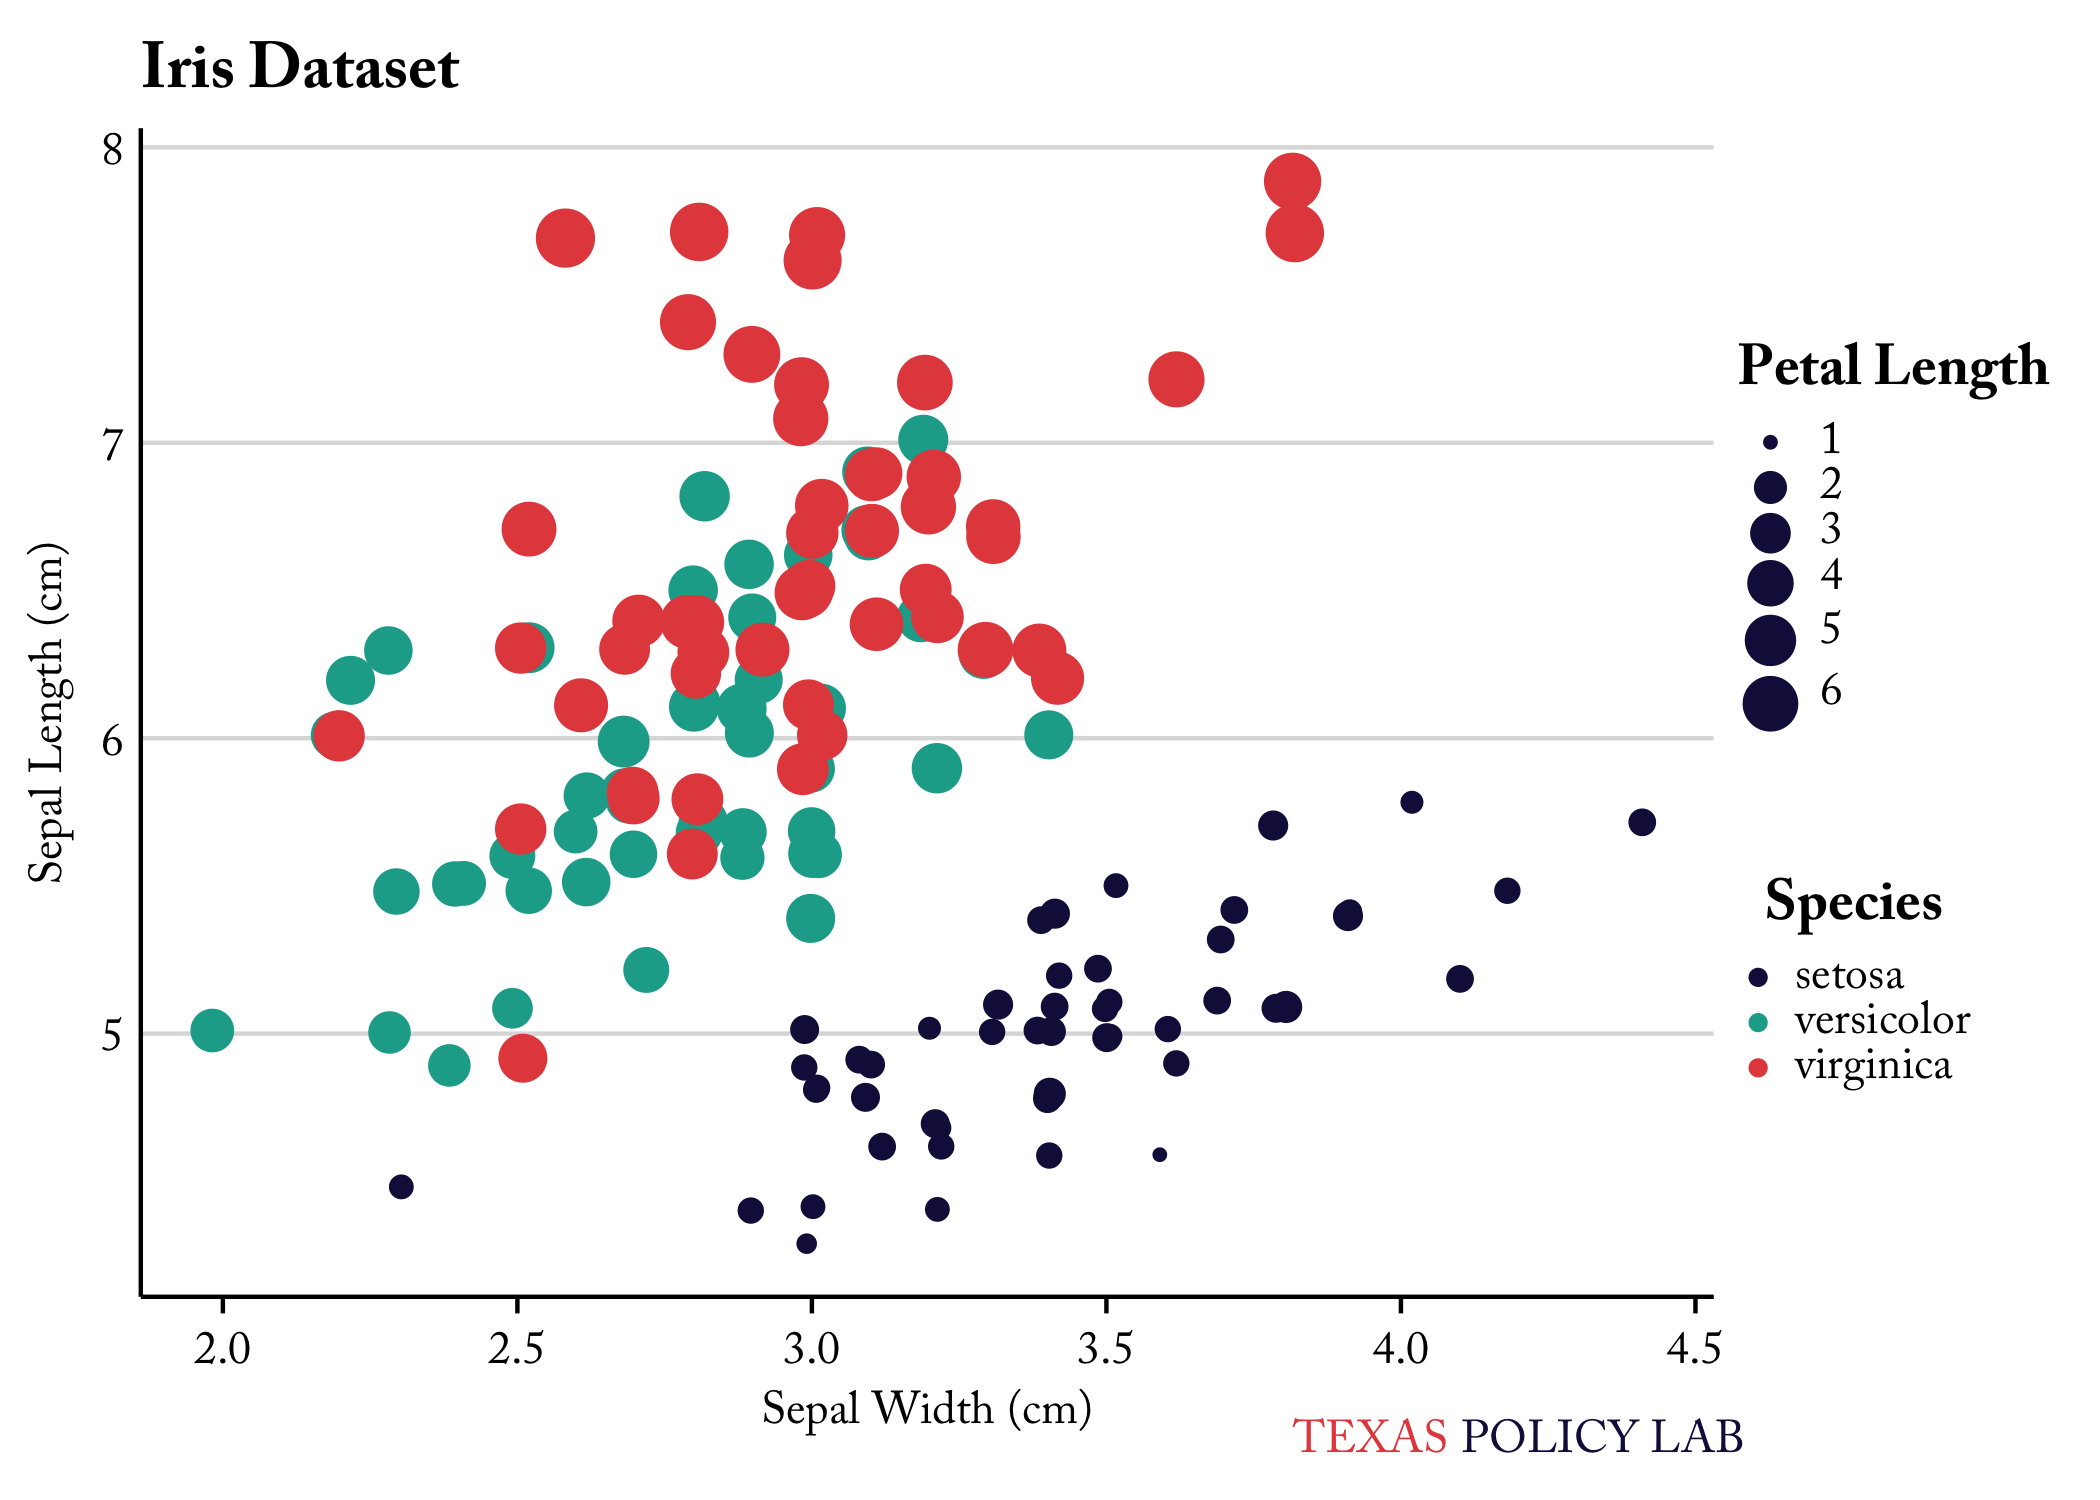 Iris Dataset
8
7
6
5
Sepal Length (cm)
2.0 2.5 3.0 3.5 4.0 4.5
Sepal Width (cm)
Petal Length
1
2
3
4
5
6
Species
setosa
versicolor
virginica
TEXAS POLICY LAB